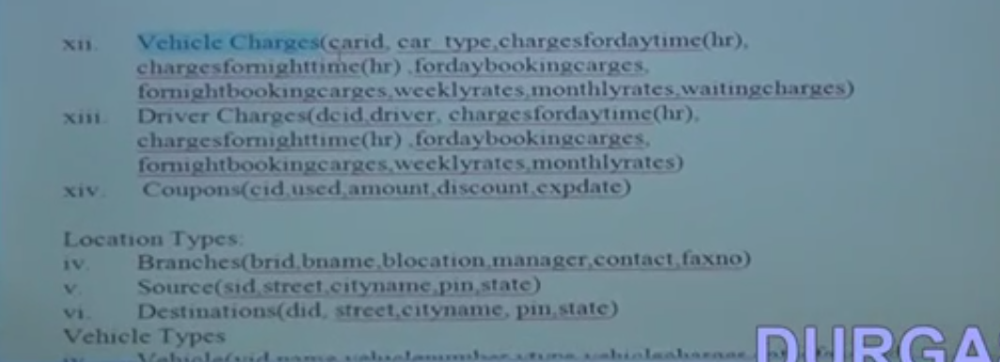 xii. Vehicle Charges(carid, car_type,chargesfordaytime(hr),
chargesfornighttime(hr) ,fordaybookingcarges,
fornightbookingcarges,weeklyrates,monthlyrates,waitingcharges)
xiii. Driver Charges(dcid,driver, chargesfordaytime(hr),
chargesfornighttime(hr) ,fordaybookingcarges,
fornightbookingcarges,weeklyrates,monthlyrates)
xiv. Coupons(cid,used,amount,discount,expdate)
Location Types:
iv. Branches(brid,bname,blocation,manager,contact,faxno)
v. Source(sid,street,cityname,pin,state)
vi. Destinations(did, street,cityname, pin,state)
Vehicle Types
DURGA